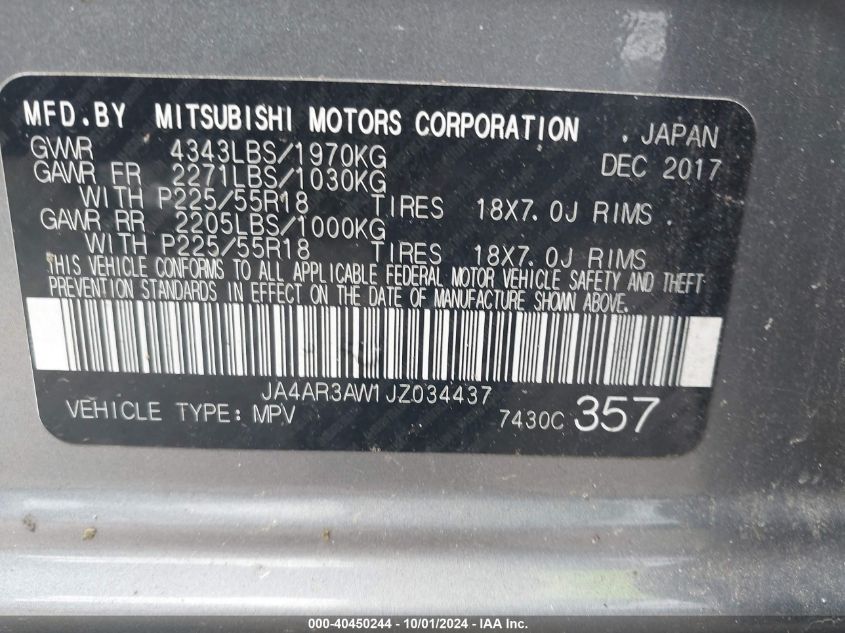 MFD.BY MITSUBISHI MOTORS CORPORATION . JAPAN
GVWR 4343LBS/1970KG DEC 2017
GAWR FR 2271LBS/1030KG
WITH P225/55R18 TIRES 18X7.0J RIMS .
GAWR RR 2205LBS/1000KG
WITH P225/55R18 TIRES 18X7.0J RIMS
THIS VEHICLE CONFORMS TO ALL APPLICABLE FEDERAL MOTOR VEHICLE SAFETY AND THEFT
PREVENTION STANDARDS IN EFFECT ON THE DATE OF MANUFACTURE SHOWN ABOVE.
JA4AR3AW1JZ034437
VEHICLE TYPE: MPV 7430C 357
000-40450244 - 10/01/2024 - IAA Inc.